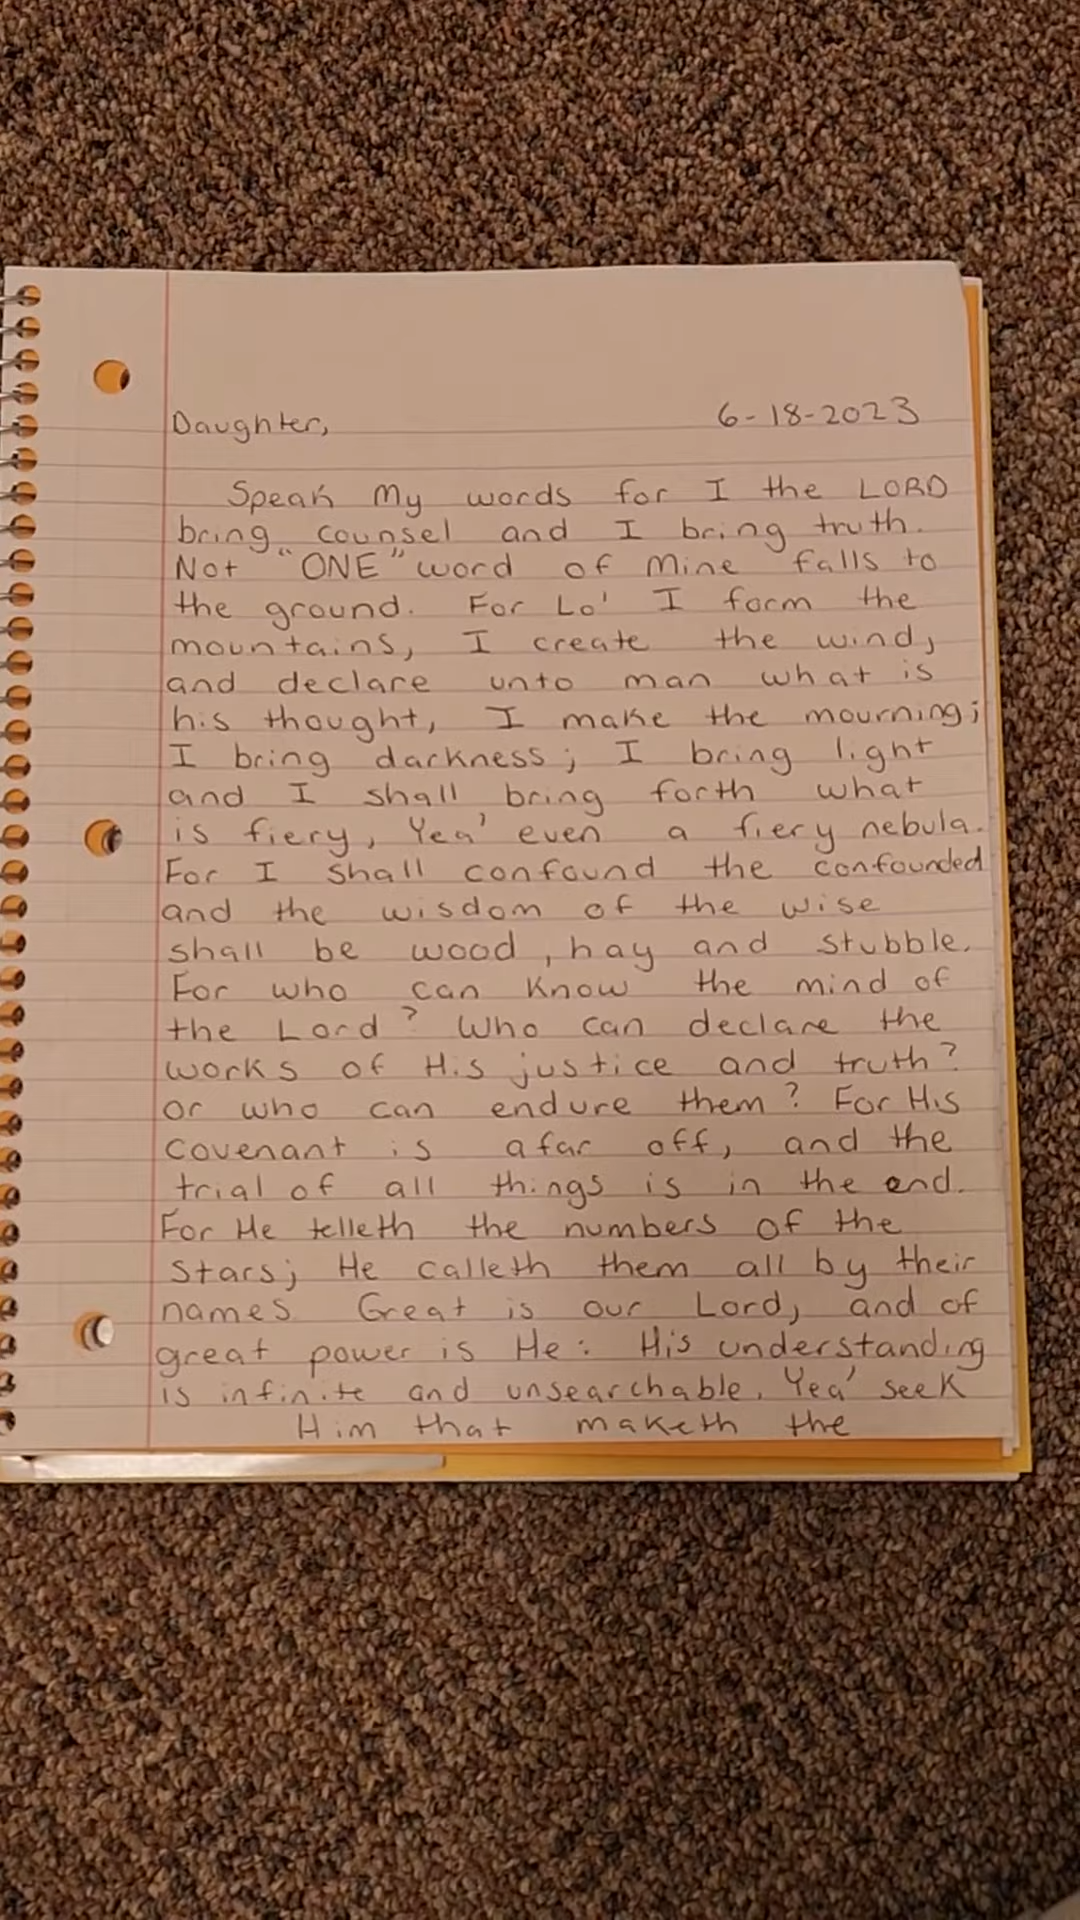 Daughter, 6-18-2023
Speak My words for I the LORD
bring counsel and I bring truth.
Not "ONE" word of Mine falls to
the ground. For Lo' I form the
mountains, I create the wind,
and declare unto man what is
his thought, I make the mourning;
I bring darkness; I bring light
and I shall bring forth what
is fiery, Yea' even a fiery nebula.
For I shall confound the confounded
and the wisdom of the wise
shall be wood, hay and stubble.
For who can know the mind of
the Lord? Who can declare the
works of His justice and truth?
or who can endure them? For His
covenant is afar off, and the
trial of all things is in the end.
For He telleth the numbers of the
stars; He calleth them all by their
names. Great is our Lord, and of
great power is He: His understanding
is infinite and unsearchable. Yea' seek
Him that maketh the